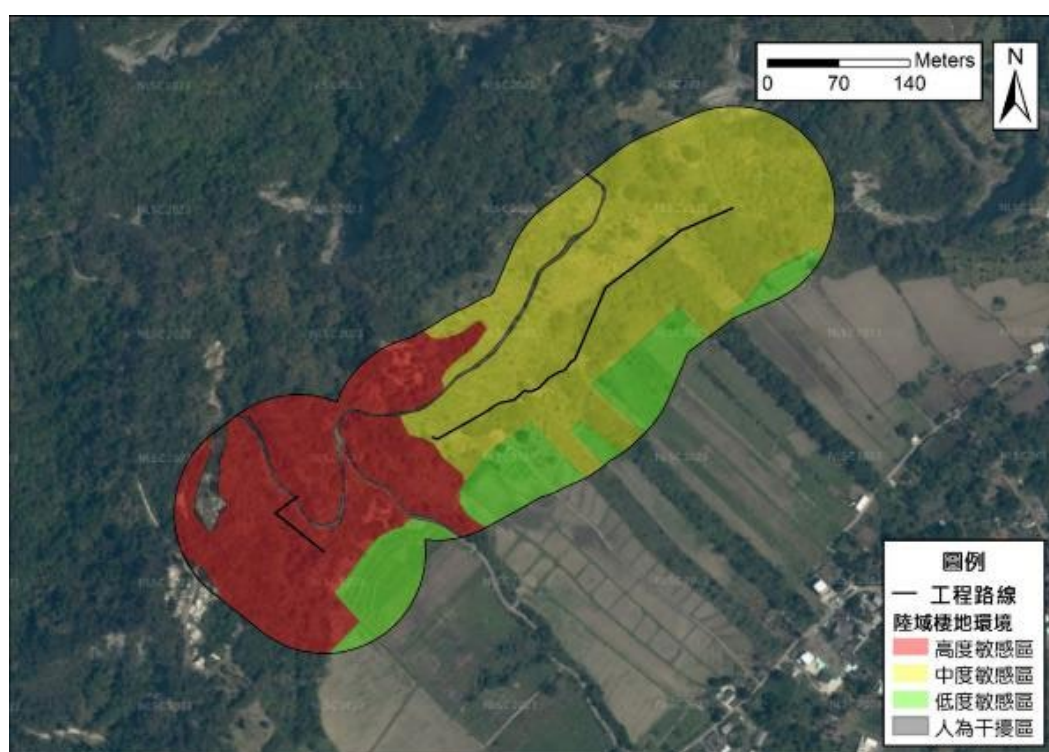 Meters
0 70 140
N
NLSC2023
圖例
工程路線
陸域棲地環境
高度敏感區
中度敏感區
低度敏感區
人為干擾區